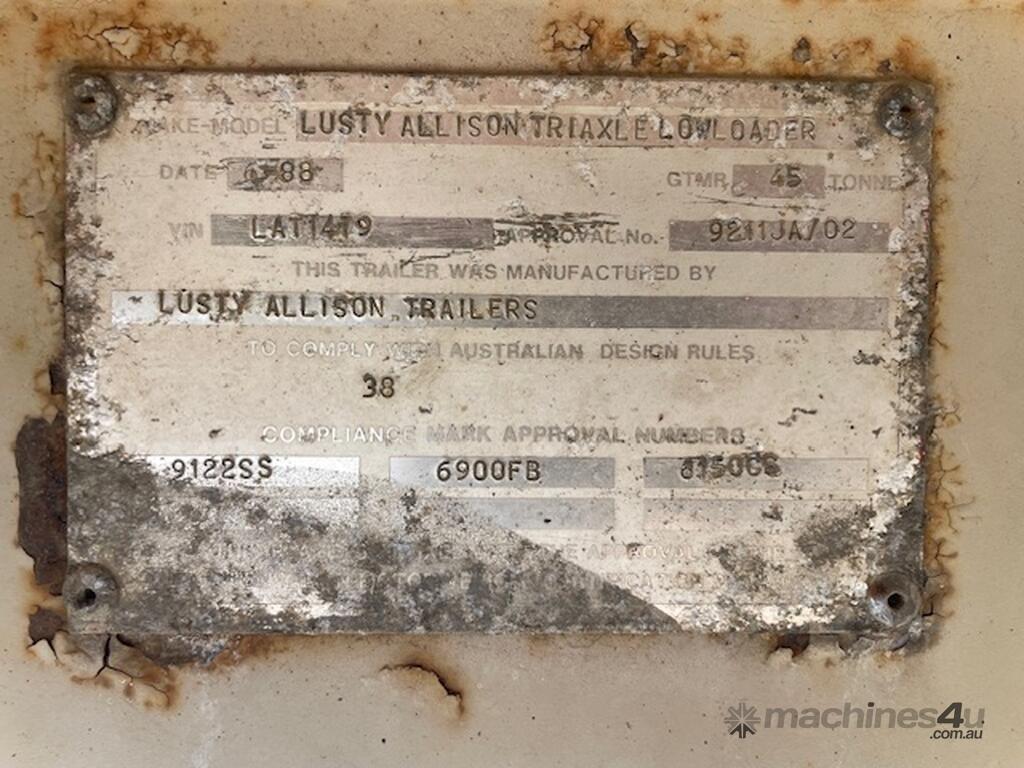 MAKE-MODEL LUSTY ALLISON TRIAXLE LOWLOADER
DATE 6-88 GTMR 45 TONNE
VIN LAT1419 APPROVAL No. 9211JA/02
THIS TRAILER WAS MANUFACTURED BY
LUSTY ALLISON TRAILERS
TO COMPLY WITH AUSTRALIAN DESIGN RULES
38
COMPLIANCE MARK APPROVAL NUMBERS
9122SS 6900FB
APPROVAL
machines4u
.com.au